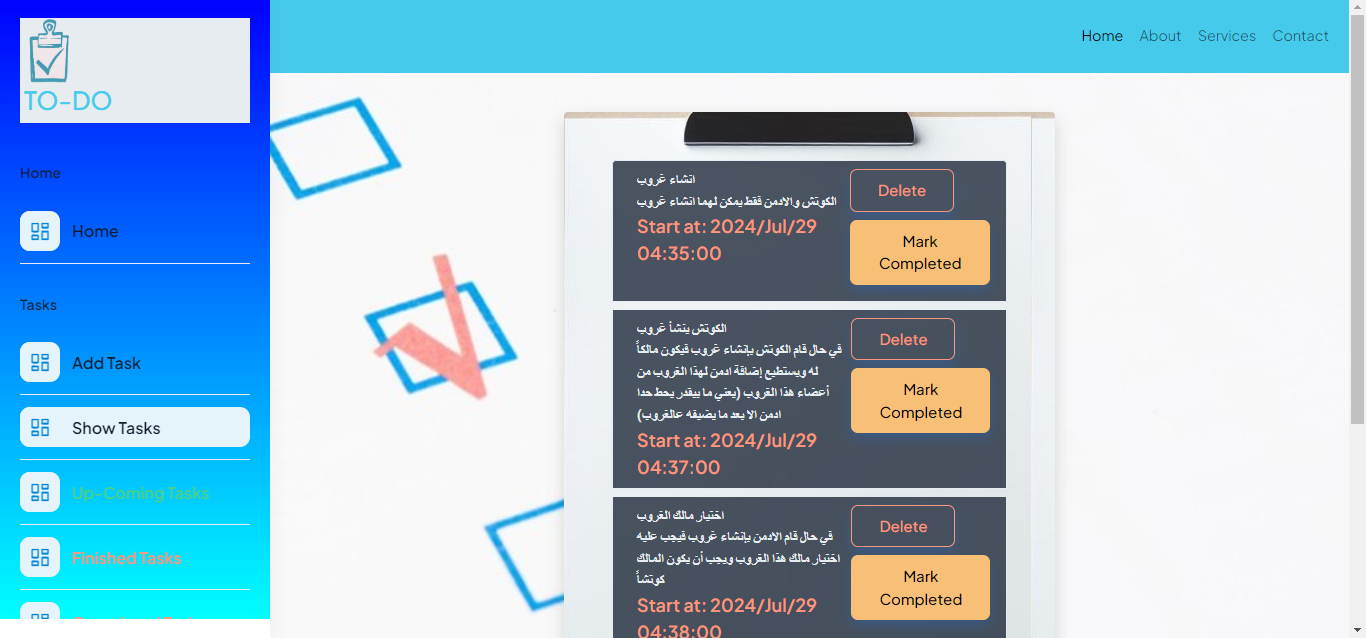 TO-DO
Home
Home
Tasks
Add Task
Show Tasks
Up-Coming Tasks
Finished Tasks
Home About Services Contact
انشاء غروب
الكوتش والادمن فقط يمكن لهما انشاء غروب
Start at: 2024/Jul/29
04:35:00
Delete
Mark
Completed
الكوتش ينشأ غروب
في حال قام الكوتش بإنشاء غروب فيكون مالكاً
له ويستطيع إضافة ادمن لهذا الغروب من
أعضاء هذا الغروب (يعني ما بيقدر يحط حدا
ادمن الا بعد ما يضيفه عالغروب)
Start at: 2024/Jul/29
04:37:00
Delete
Mark
Completed
اختيار مالك الغروب
في حال قام الادمن بإنشاء غروب فيجب عليه
اختيار مالك هذا الغروب ويجب أن يكون المالك
كوتشاً
Start at: 2024/Jul/29
04:38:00
Delete
Mark
Completed